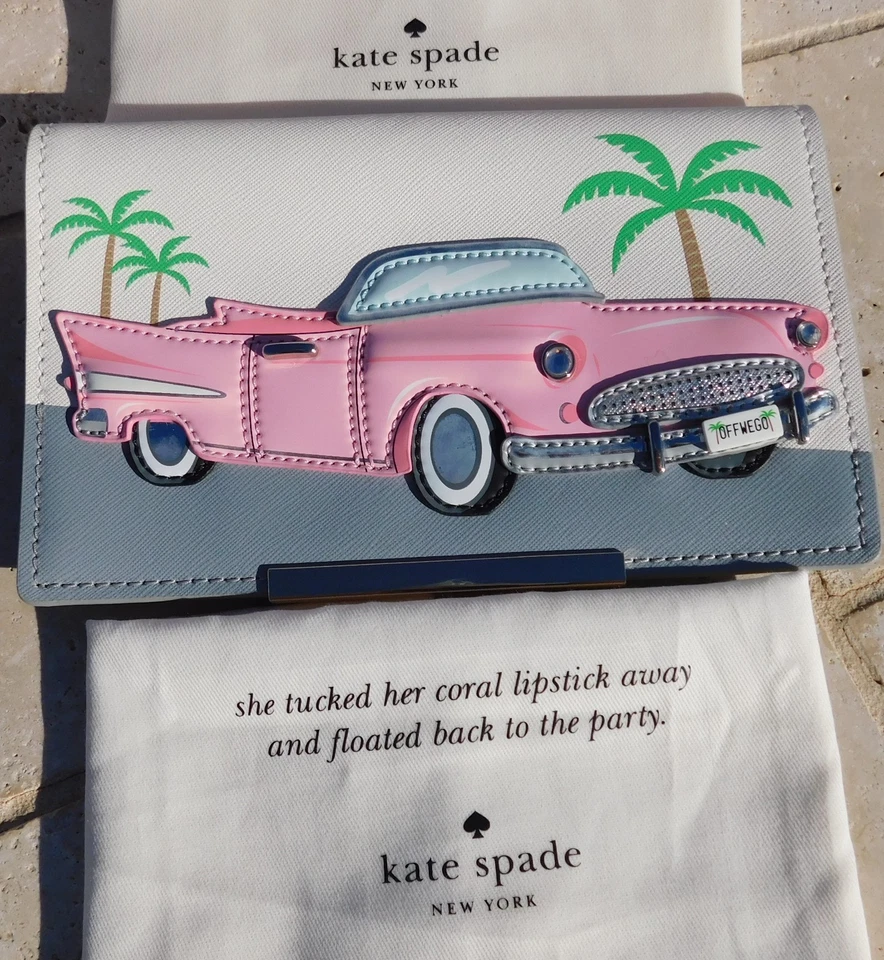 kate spade
NEW YORK
OFFWEGO
she tucked her coral lipstick away
and floated back to the party.
kate spade
NEW YORK